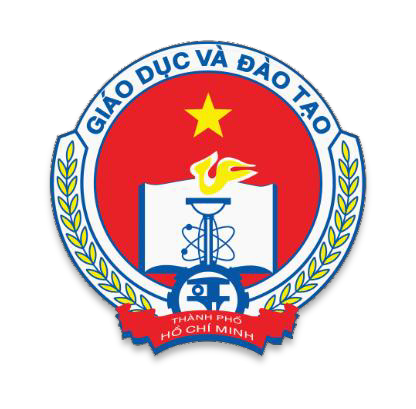 GIÁO DỤC VÀ ĐÀO TẠO
THÀNH PHỐ
HỒ CHÍ MINH